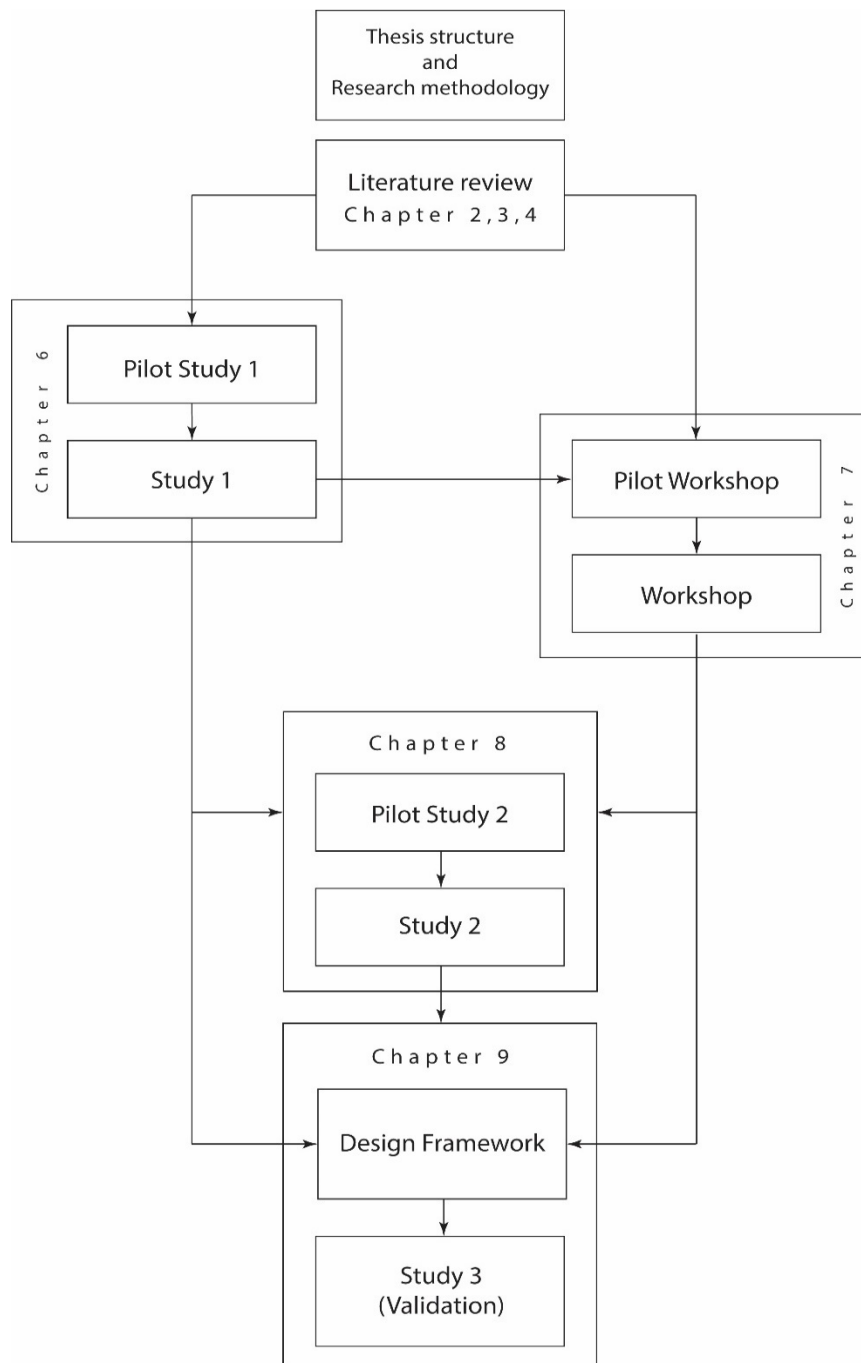 Thesis structure
and
Research methodology
Literature review
Chapter 2,3,4
Chapter 6
Pilot Study 1
Study 1
Pilot Workshop
Workshop
Chapter 7
Chapter 8
Pilot Study 2
Study 2
Chapter 9
Design Framework
Study 3
(Validation)